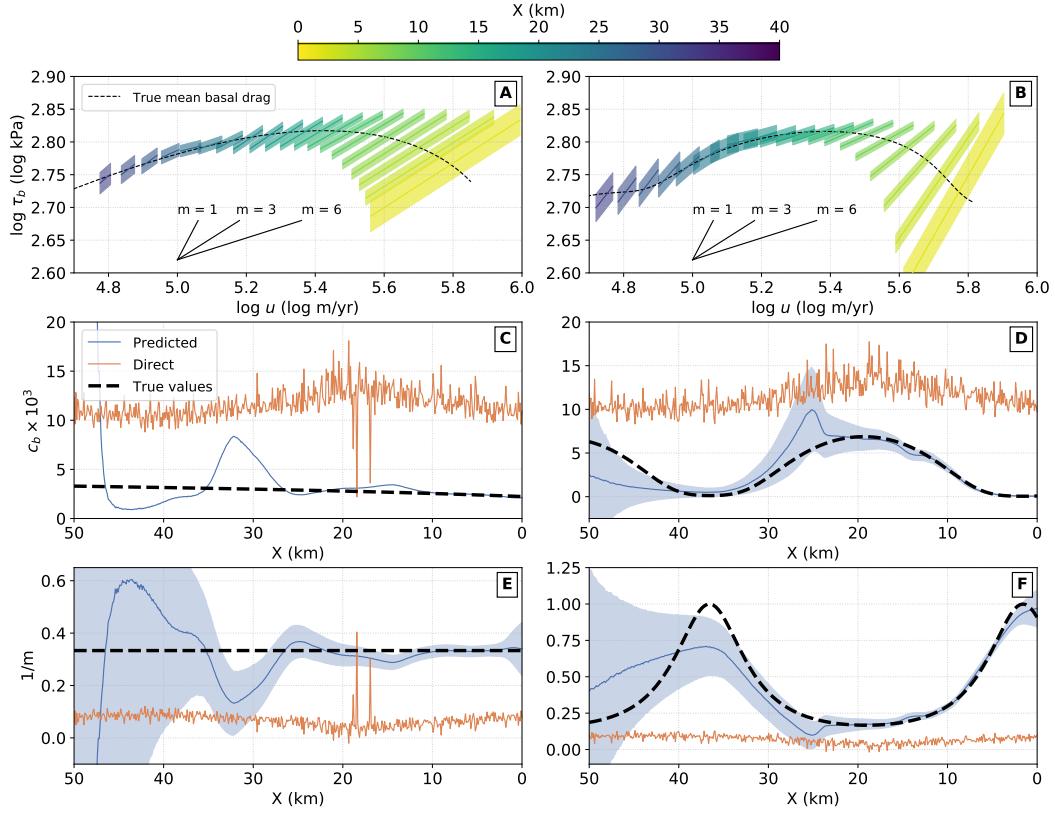 X (km)
0 5 10 15 20 25 30 35 40
2.90
2.85
2.80
2.75
2.70
2.65
2.60
log τb (log kPa)
True mean basal drag
A
m = 1 m = 3 m = 6
4.8 5.0 5.2 5.4 5.6 5.8 6.0
log u (log m/yr)
2.90
2.85
2.80
2.75
2.70
2.65
2.60
B
m = 1 m = 3 m = 6
4.8 5.0 5.2 5.4 5.6 5.8 6.0
log u (log m/yr)
20
15
10
5
0
cb × 10³
Predicted
Direct
True values
C
50 40 30 20 10 0
X (km)
20
15
10
5
0
D
50 40 30 20 10 0
X (km)
0.6
0.4
0.2
0.0
1/m
E
50 40 30 20 10 0
X (km)
1.25
1.00
0.75
0.50
0.25
0.00
F
50 40 30 20 10 0
X (km)